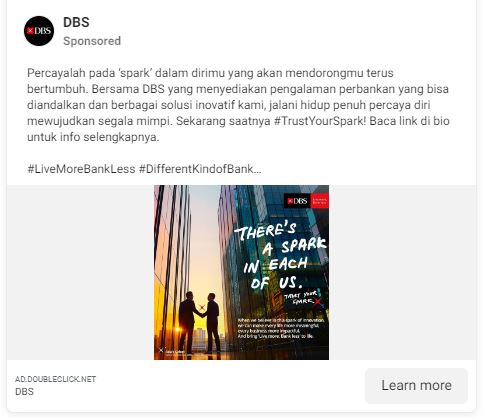 DBS
Sponsored
DBS
Percayalah pada ‘spark’ dalam dirimu yang akan mendorongmu terus
bertumbuh. Bersama DBS yang menyediakan pengalaman perbankan yang bisa
diandalkan dan berbagai solusi inovatif kami, jalani hidup penuh percaya diri
mewujudkan segala mimpi. Sekarang saatnya #TrustYourSpark! Baca link di bio
untuk info selengkapnya.
#LiveMoreBankLess #DifferentKindofBank...
DBS
THERE'S
A SPARK
IN EACH
OF US.
TRUST YOUR
SPARK
When we believe in the spark of innovation,
we can make every life more meaningful,
every business more impactful.
And bring ‘Live more, Bank less’ to life.
AD.DOUBLECLICK.NET
DBS
Learn more